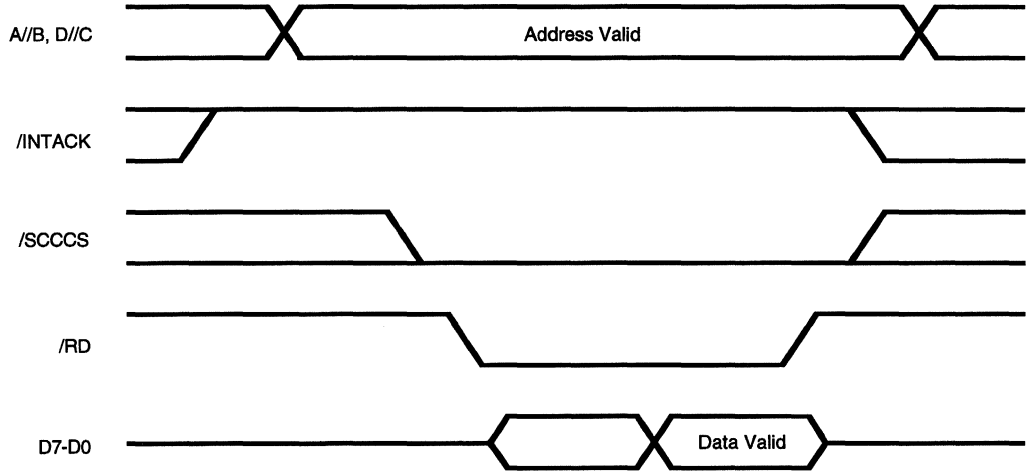 A//B, D//C
Address Valid
/INTACK
/SCCCS
/RD
D7-D0
Data Valid